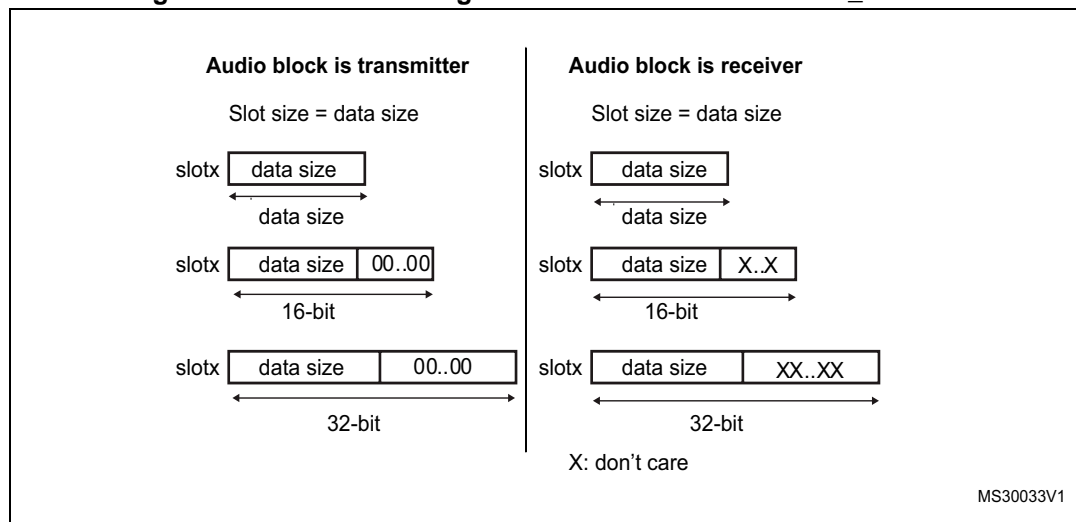 Audio block is transmitter
Slot size = data size
slotx data size
data size
slotx data size 00..00
16-bit
slotx data size 00..00
32-bit
Audio block is receiver
Slot size = data size
slotx data size
data size
slotx data size X..X
16-bit
slotx data size XX..XX
32-bit
X: don't care
MS30033V1